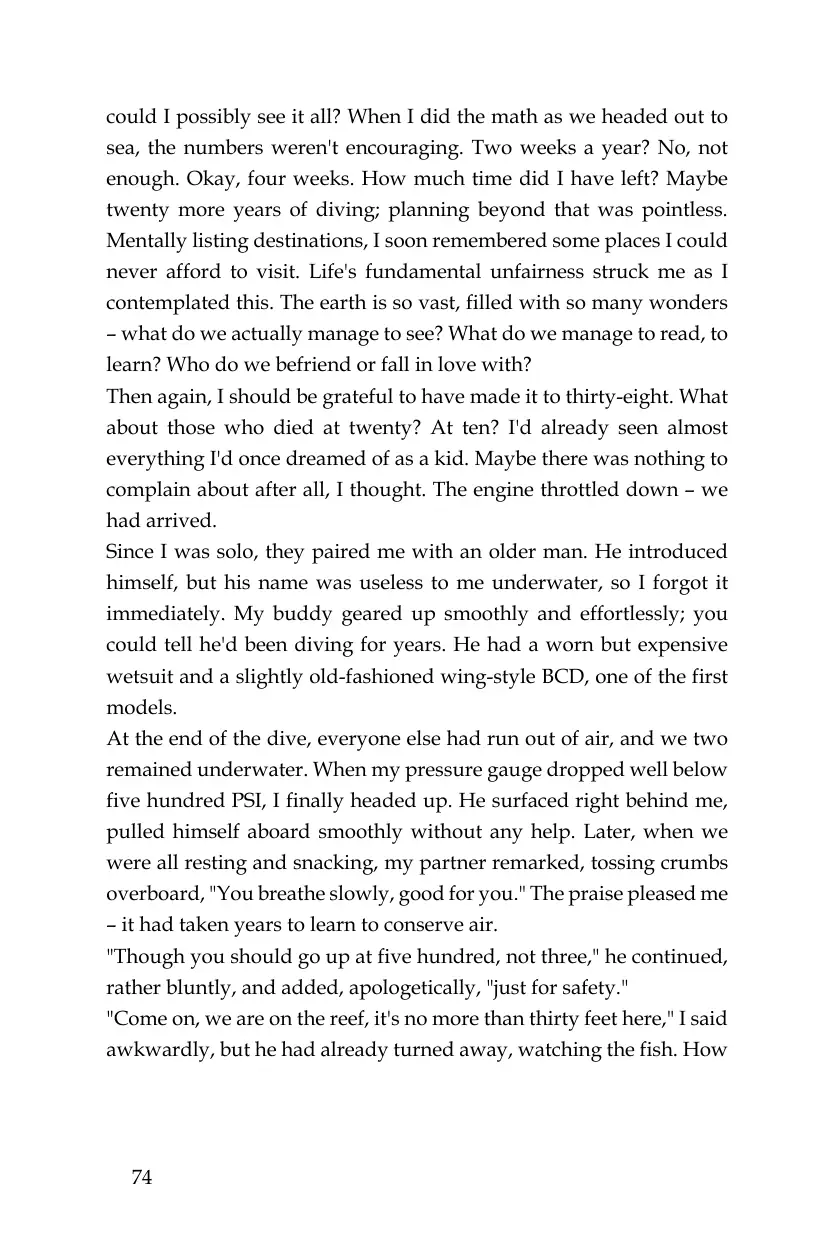 could I possibly see it all? When I did the math as we headed out to
sea, the numbers weren't encouraging. Two weeks a year? No, not
enough. Okay, four weeks. How much time did I have left? Maybe
twenty more years of diving; planning beyond that was pointless.
Mentally listing destinations, I soon remembered some places I could
never afford to visit. Life's fundamental unfairness struck me as I
contemplated this. The earth is so vast, filled with so many wonders
– what do we actually manage to see? What do we manage to read, to
learn? Who do we befriend or fall in love with?
Then again, I should be grateful to have made it to thirty-eight. What
about those who died at twenty? At ten? I'd already seen almost
everything I'd once dreamed of as a kid. Maybe there was nothing to
complain about after all, I thought. The engine throttled down – we
had arrived.
Since I was solo, they paired me with an older man. He introduced
himself, but his name was useless to me underwater, so I forgot it
immediately. My buddy geared up smoothly and effortlessly; you
could tell he'd been diving for years. He had a worn but expensive
wetsuit and a slightly old-fashioned wing-style BCD, one of the first
models.
At the end of the dive, everyone else had run out of air, and we two
remained underwater. When my pressure gauge dropped well below
five hundred PSI, I finally headed up. He surfaced right behind me,
pulled himself aboard smoothly without any help. Later, when we
were all resting and snacking, my partner remarked, tossing crumbs
overboard, "You breathe slowly, good for you." The praise pleased me
– it had taken years to learn to conserve air.
"Though you should go up at five hundred, not three," he continued,
rather bluntly, and added, apologetically, "just for safety."
"Come on, we are on the reef, it's no more than thirty feet here," I said
awkwardly, but he had already turned away, watching the fish. How
74